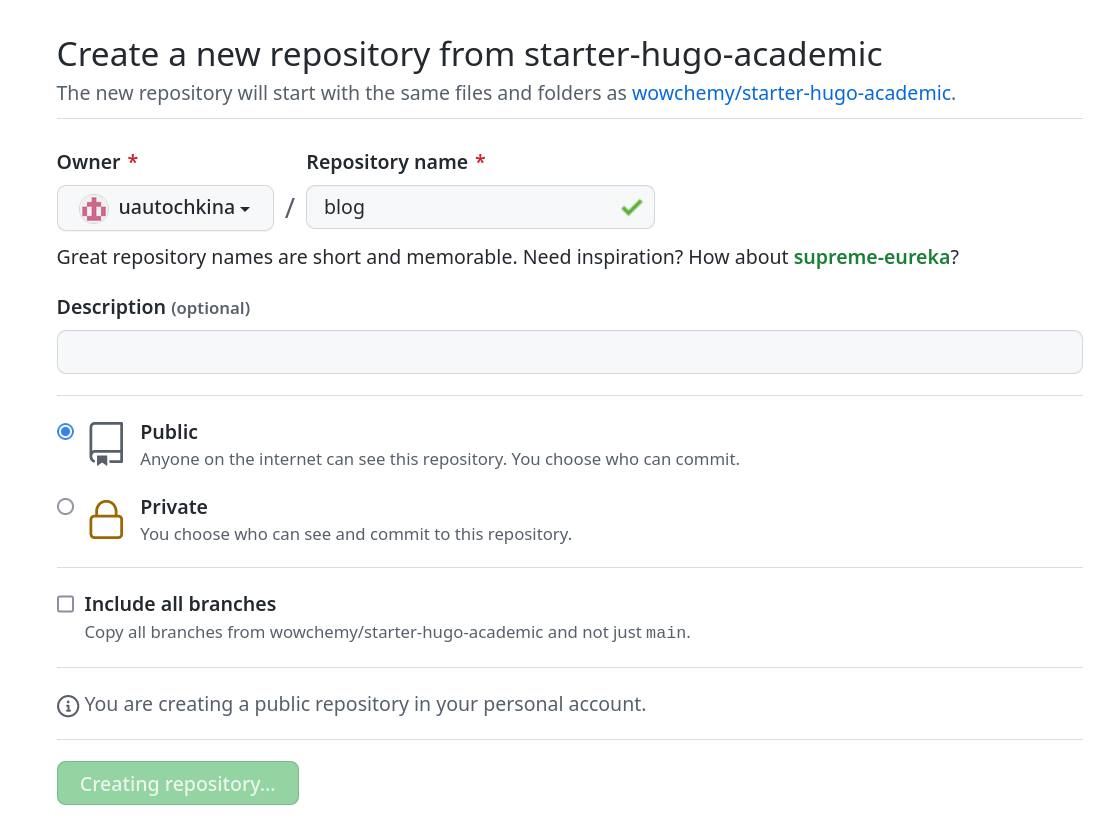 Create a new repository from starter-hugo-academic
The new repository will start with the same files and folders as wowchemy/starter-hugo-academic.
Owner * Repository name *
uautochkina / blog
Great repository names are short and memorable. Need inspiration? How about supreme-eureka?
Description (optional)
Public
Anyone on the internet can see this repository. You choose who can commit.
Private
You choose who can see and commit to this repository.
Include all branches
Copy all branches from wowchemy/starter-hugo-academic and not just main.
You are creating a public repository in your personal account.
Creating repository...